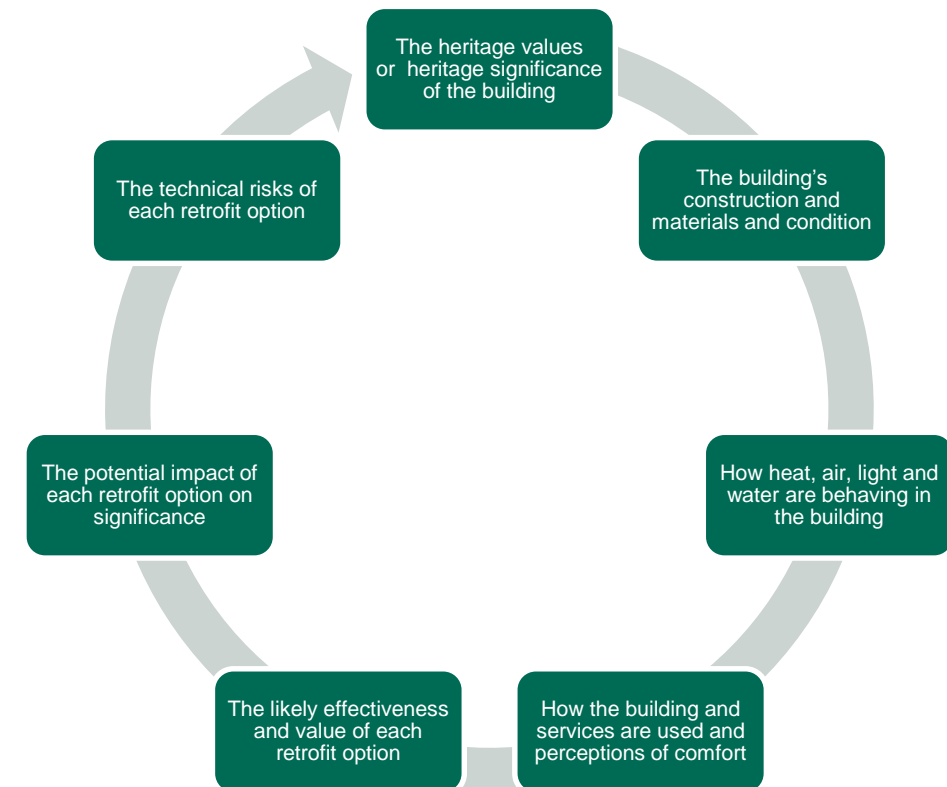 The heritage values
or heritage significance
of the building
The building’s
construction and
materials and condition
How heat, air, light and
water are behaving in
the building
How the building and
services are used and
perceptions of comfort
The likely effectiveness
and value of each
retrofit option
The potential impact of
each retrofit option on
significance
The technical risks of
each retrofit option